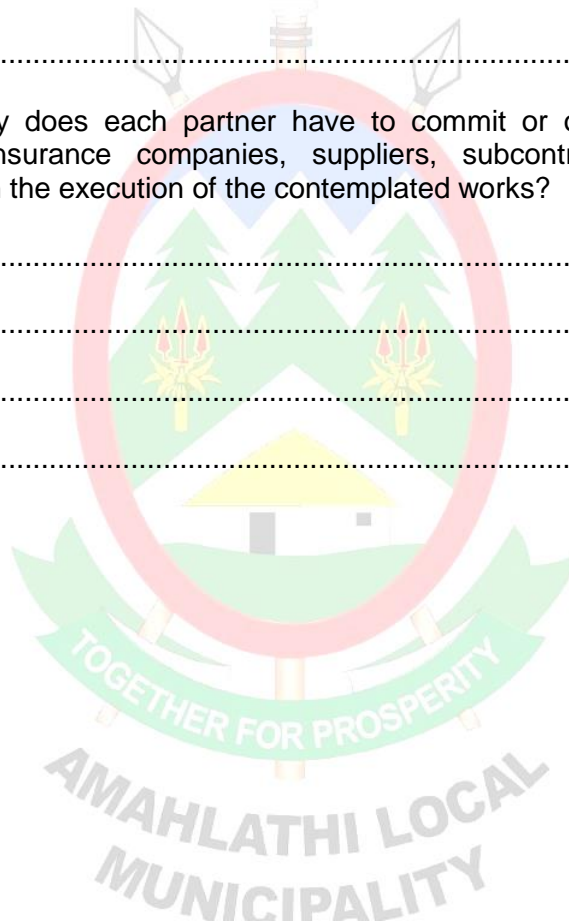 ................................................................................
y does each partner have to commit or o
nsurance companies, suppliers, subcontr
the execution of the contemplated works?
................................................................................
................................................................................
................................................................................
................................................................................
TOGETHER FOR PROSPERITY
AMAHLATHI LOCAL
MUNICIPALITY